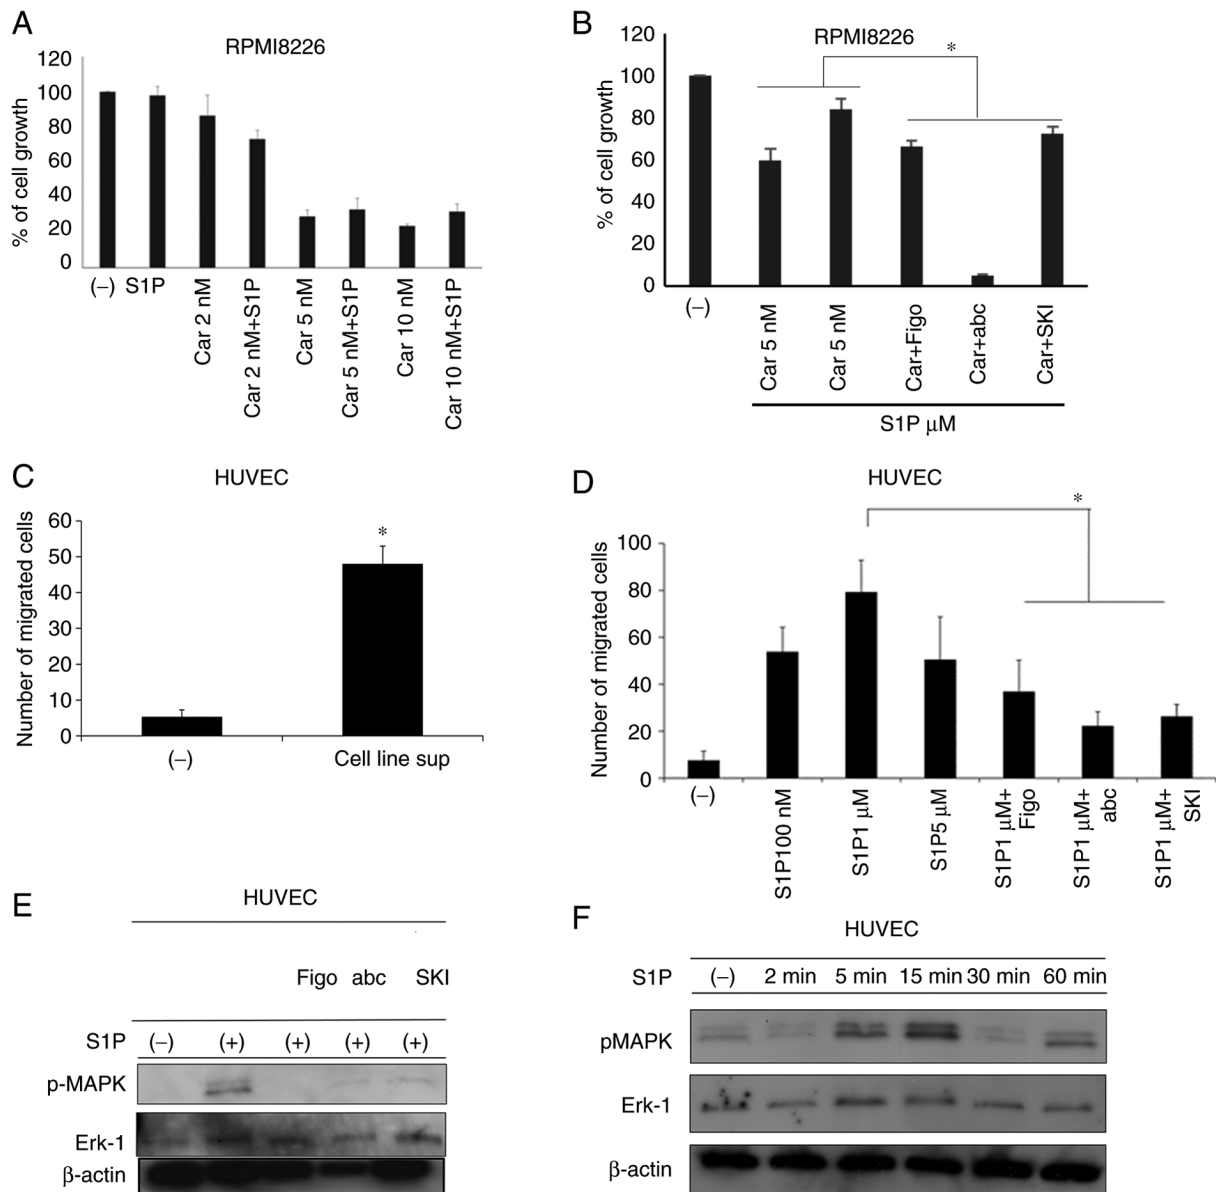 A
RPMI8226
% of cell growth
120
100
80
60
40
20
0
(–) S1P
Car 2 nM
Car 2 nM+S1P
Car 5 nM
Car 5 nM+S1P
Car 10 nM
Car 10 nM+S1P
B
RPMI8226
*
% of cell growth
120
100
80
60
40
20
0
(–)
Car 5 nM
Car 5 nM
Car+Figo
Car+abc
Car+SKI
S1P μM
C
HUVEC
Number of migrated cells
60
50
40
30
20
10
0
*
(–)
Cell line sup
D
HUVEC
*
Number of migrated cells
100
80
60
40
20
0
(–)
S1P100 nM
S1P1 μM
S1P5 μM
S1P1 μM+
Figo
S1P1 μM+
abc
S1P1 μM+
SKI
E
HUVEC
Figo abc SKI
S1P (–) (+) (+) (+) (+)
p-MAPK
Erk-1
β-actin
F
HUVEC
S1P (–) 2 min 5 min 15 min 30 min 60 min
pMAPK
Erk-1
β-actin